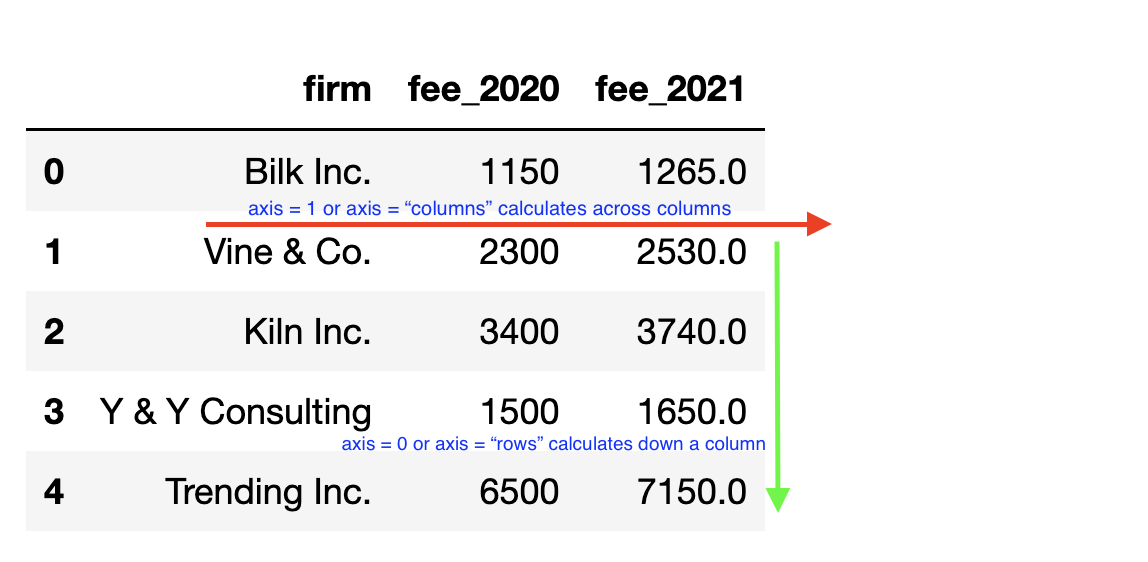 firm fee_2020 fee_2021
0 Bilk Inc. 1150 1265.0
axis = 1 or axis = “columns” calculates across columns
1 Vine & Co. 2300 2530.0
2 Kiln Inc. 3400 3740.0
3 Y & Y Consulting 1500 1650.0
axis = 0 or axis = “rows” calculates down a column
4 Trending Inc. 6500 7150.0